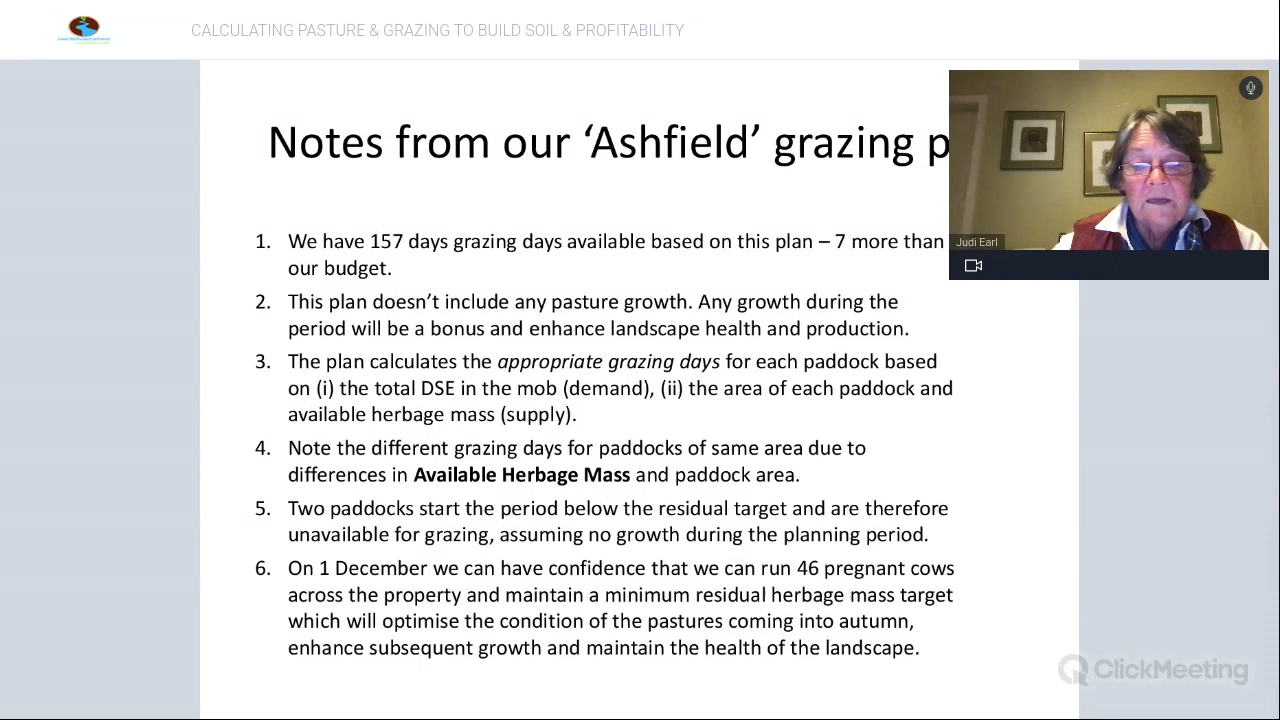 CALCULATING PASTURE & GRAZING TO BUILD SOIL & PROFITABILITY
Notes from our ‘Ashfield’ grazing p
Judi Earl
1. We have 157 days grazing days available based on this plan – 7 more than
our budget.
2. This plan doesn’t include any pasture growth. Any growth during the
period will be a bonus and enhance landscape health and production.
3. The plan calculates the appropriate grazing days for each paddock based
on (i) the total DSE in the mob (demand), (ii) the area of each paddock and
available herbage mass (supply).
4. Note the different grazing days for paddocks of same area due to
differences in Available Herbage Mass and paddock area.
5. Two paddocks start the period below the residual target and are therefore
unavailable for grazing, assuming no growth during the planning period.
6. On 1 December we can have confidence that we can run 46 pregnant cows
across the property and maintain a minimum residual herbage mass target
which will optimise the condition of the pastures coming into autumn,
enhance subsequent growth and maintain the health of the landscape.
ClickMeeting